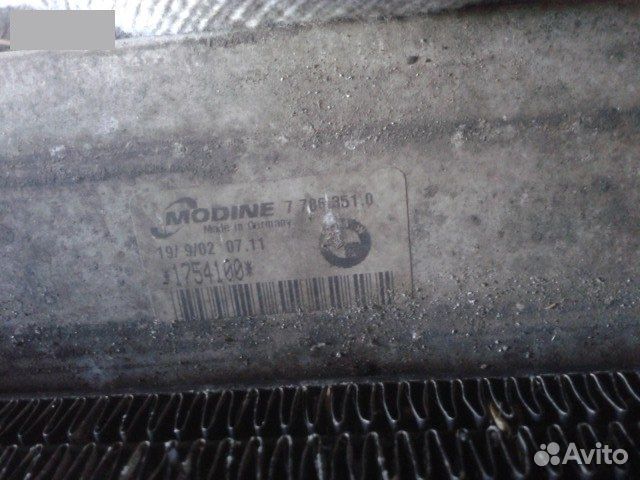 MODINE 7 786 351.0
Made in Germany
19/ 9/02 07.11
*1754100*
Avito